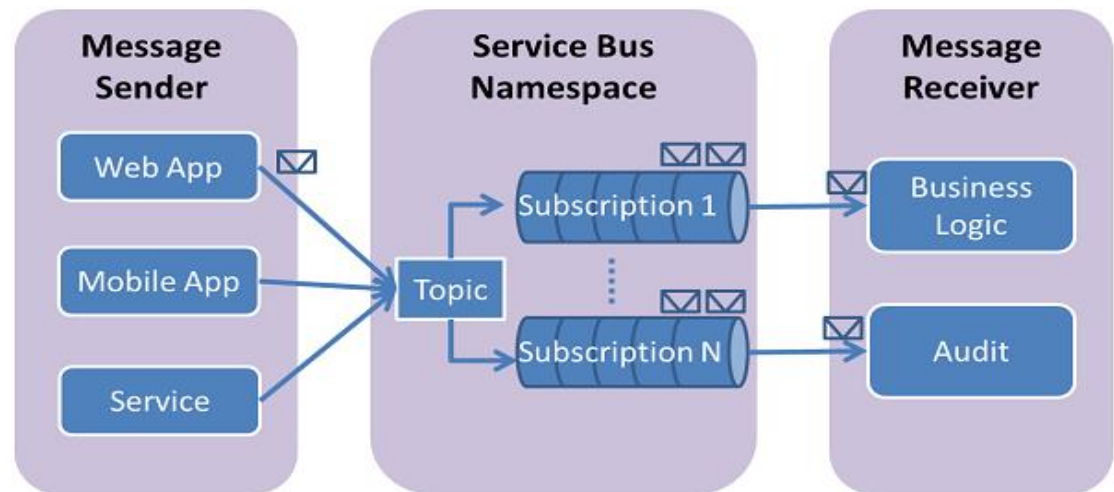 Message
Sender
Web App
Mobile App
Service
Service Bus
Namespace
Topic
Subscription 1
Subscription N
Message
Receiver
Business
Logic
Audit